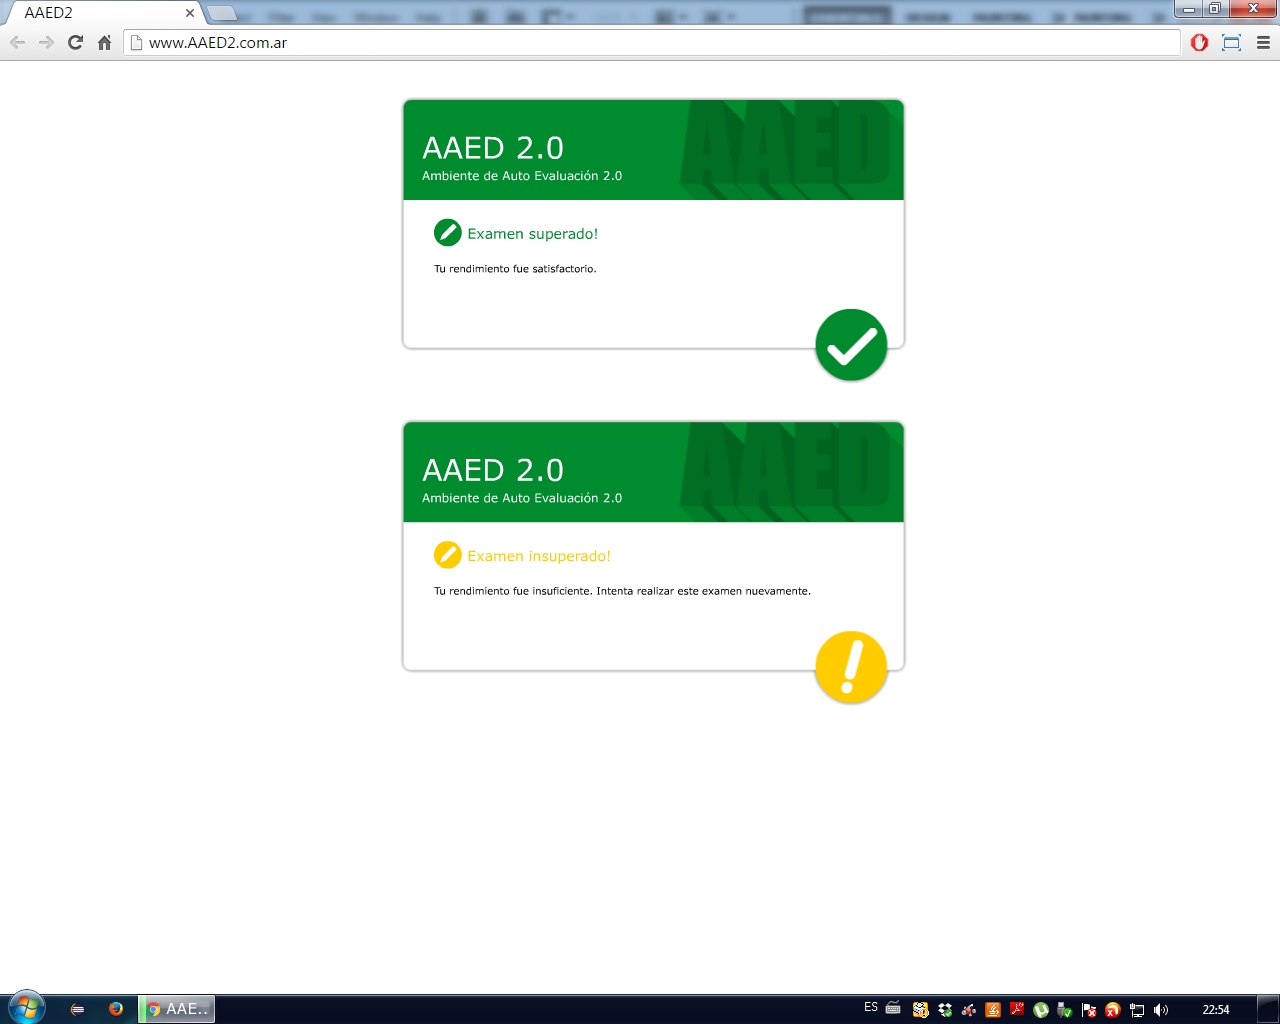 AAED2
www.AAED2.com.ar
AAED
AAED 2.0
Ambiente de Auto Evaluación 2.0
Examen superado!
Tu rendimiento fue satisfactorio.
AAED
AAED 2.0
Ambiente de Auto Evaluación 2.0
Examen insuperado!
Tu rendimiento fue insuficiente. Intenta realizar este examen nuevamente.
AAE..
ES
22:54